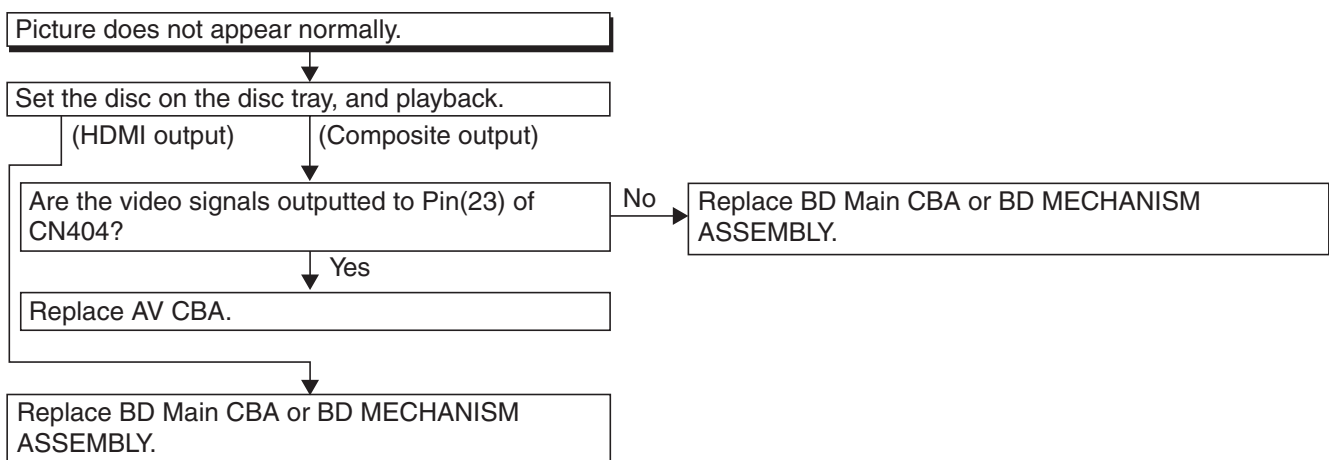 Picture does not appear normally.
Set the disc on the disc tray, and playback.
(HDMI output)
(Composite output)
Are the video signals outputted to Pin(23) of
CN404?
No
Replace BD Main CBA or BD MECHANISM
ASSEMBLY.
Yes
Replace AV CBA.
Replace BD Main CBA or BD MECHANISM
ASSEMBLY.